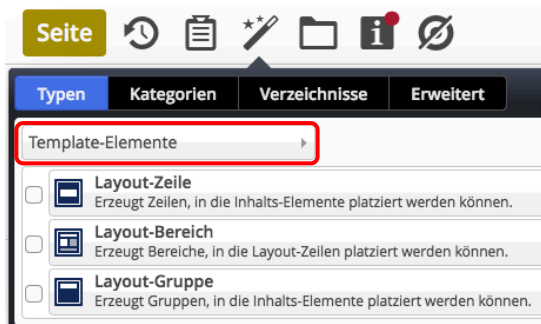 Seite
Typen Kategorien Verzeichnisse Erweitert
Template-Elemente
Layout-Zeile
Erzeugt Zeilen, in die Inhalts-Elemente platziert werden können.
Layout-Bereich
Erzeugt Bereiche, in die Layout-Zeilen platziert werden können.
Layout-Gruppe
Erzeugt Gruppen, in die Inhalts-Elemente platziert werden können.